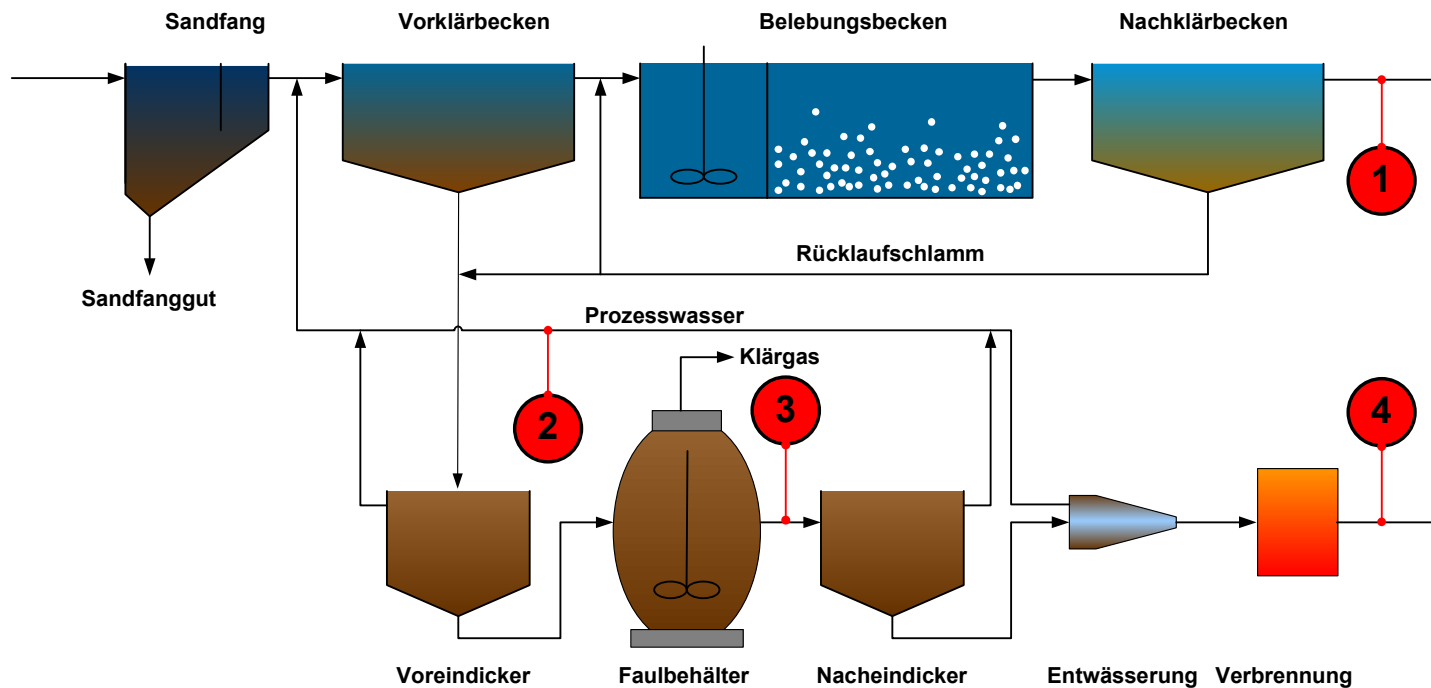 Sandfang
Vorklärbecken
Belebungsbecken
Nachklärbecken
1
Rücklaufschlamm
Sandfanggut
Prozesswasser
Klärgas
2
3
4
Voreindicker
Faulbehälter
Nacheindicker
Entwässerung
Verbrennung